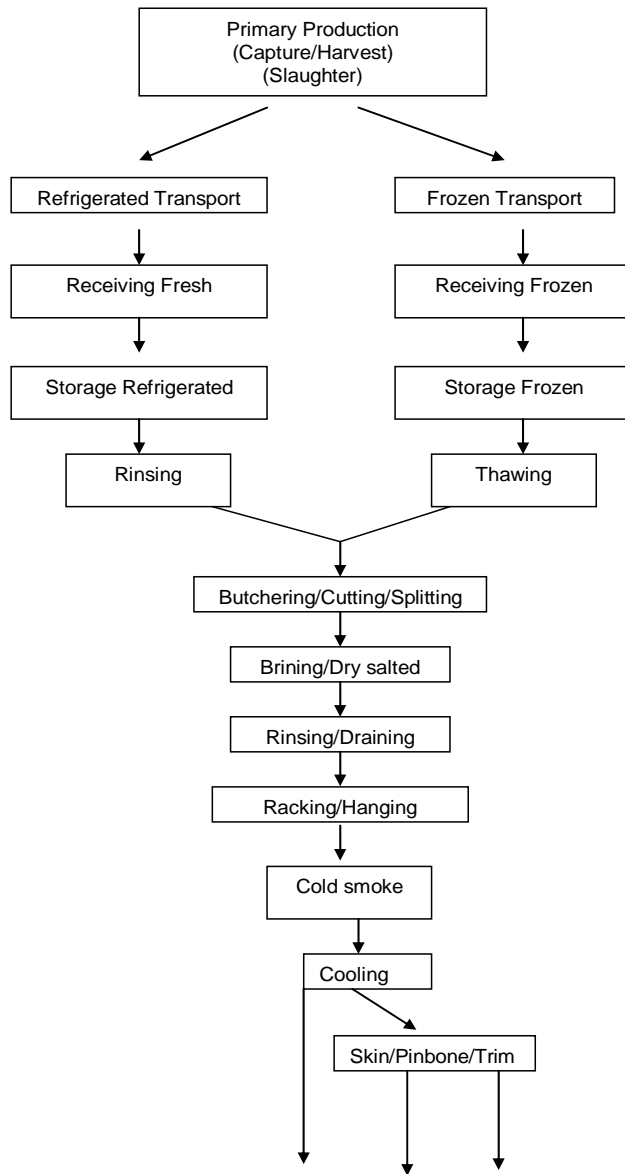 Primary Production
(Capture/Harvest)
(Slaughter)
Refrigerated Transport
Frozen Transport
Receiving Fresh
Receiving Frozen
Storage Refrigerated
Storage Frozen
Rinsing
Thawing
Butchering/Cutting/Splitting
Brining/Dry salted
Rinsing/Draining
Racking/Hanging
Cold smoke
Cooling
Skin/Pinbone/Trim